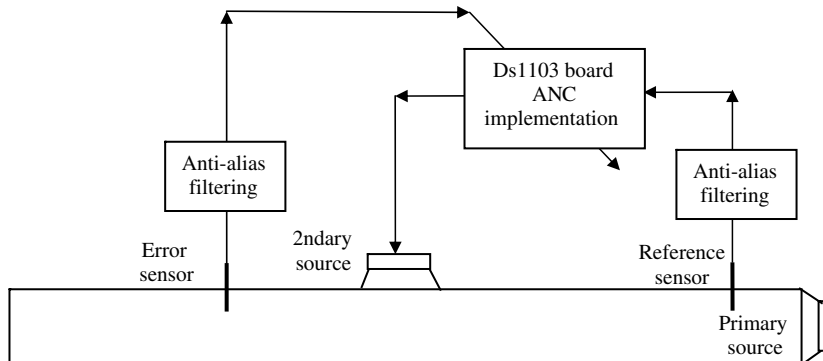 Ds1103 board
ANC
implementation
Anti-alias
filtering
Anti-alias
filtering
Error
sensor
2ndary
source
Reference
sensor
Primary
source